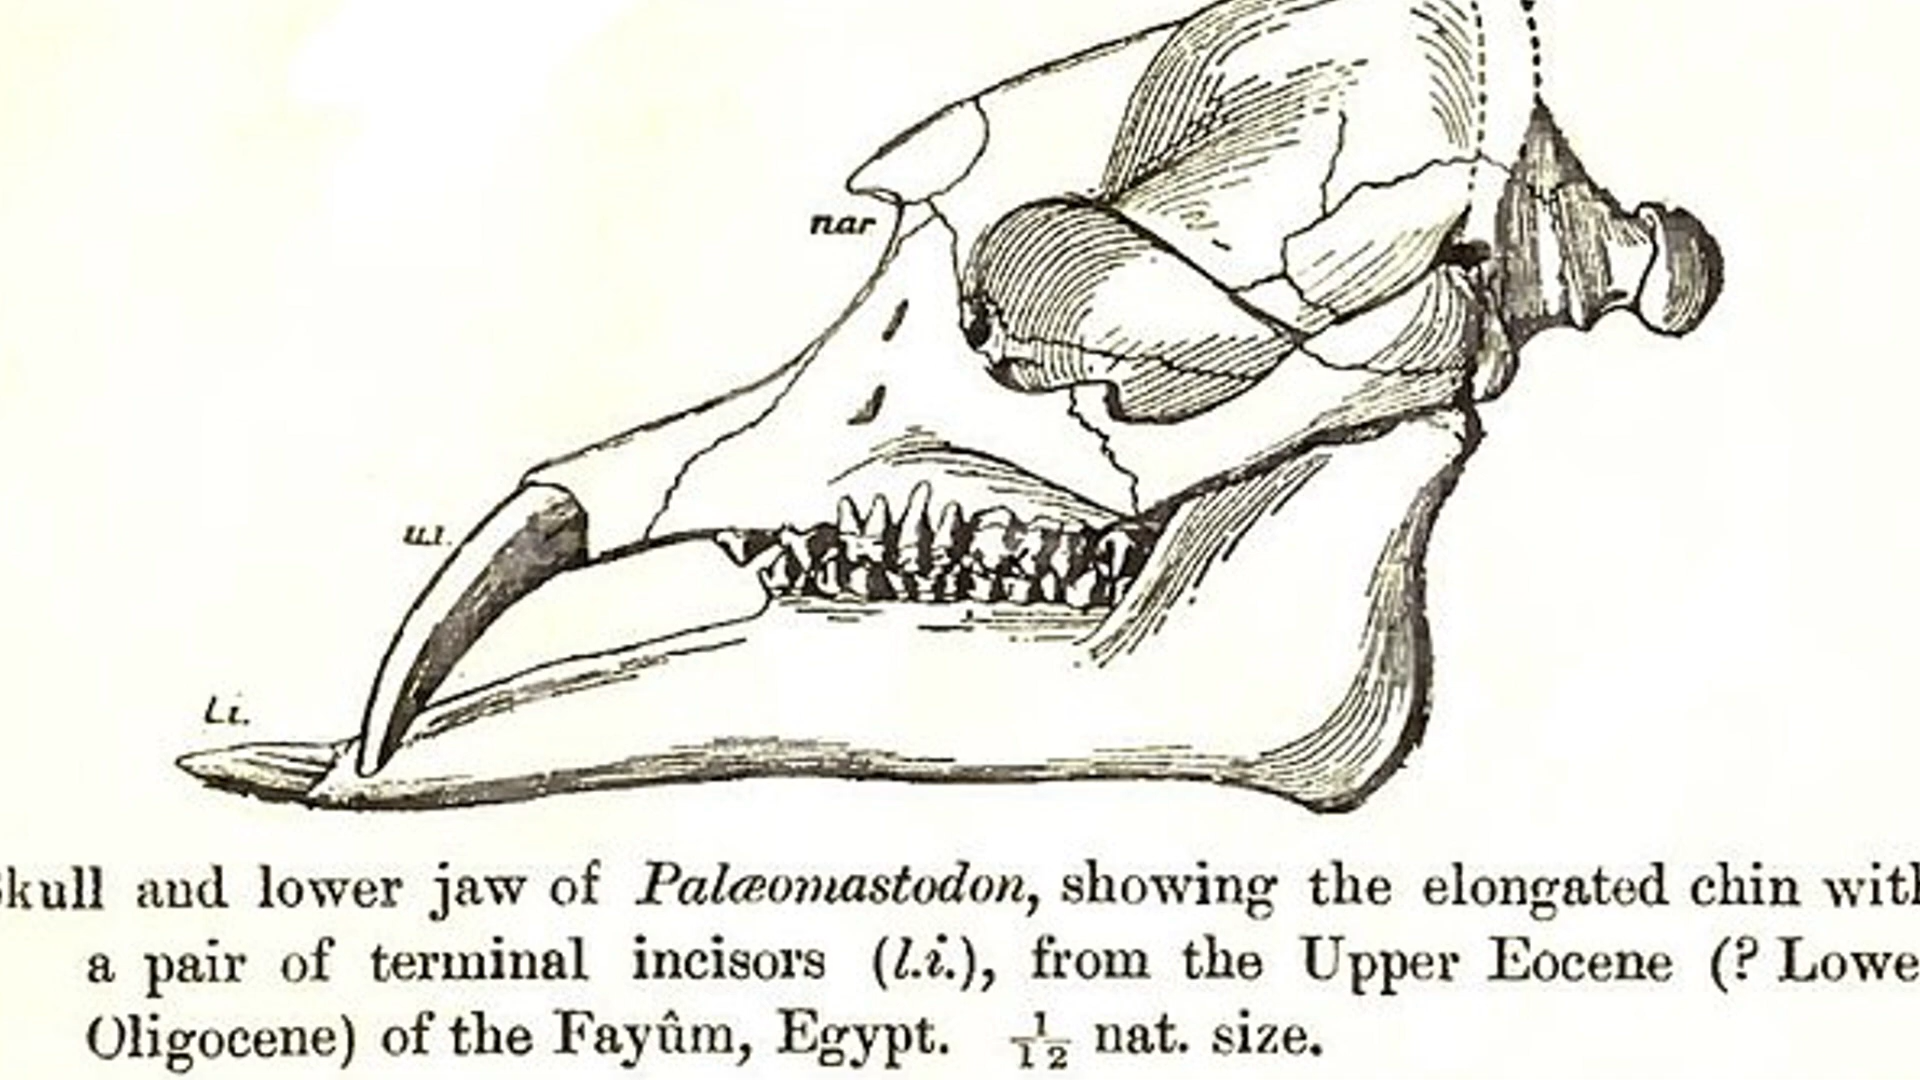 nar
u.i.
l.i.
Skull and lower jaw of Palæomastodon, showing the elongated chin with
a pair of terminal incisors (l.i.), from the Upper Eocene (? Lowe
Oligocene) of the Fayûm, Egypt. 1/12 nat. size.